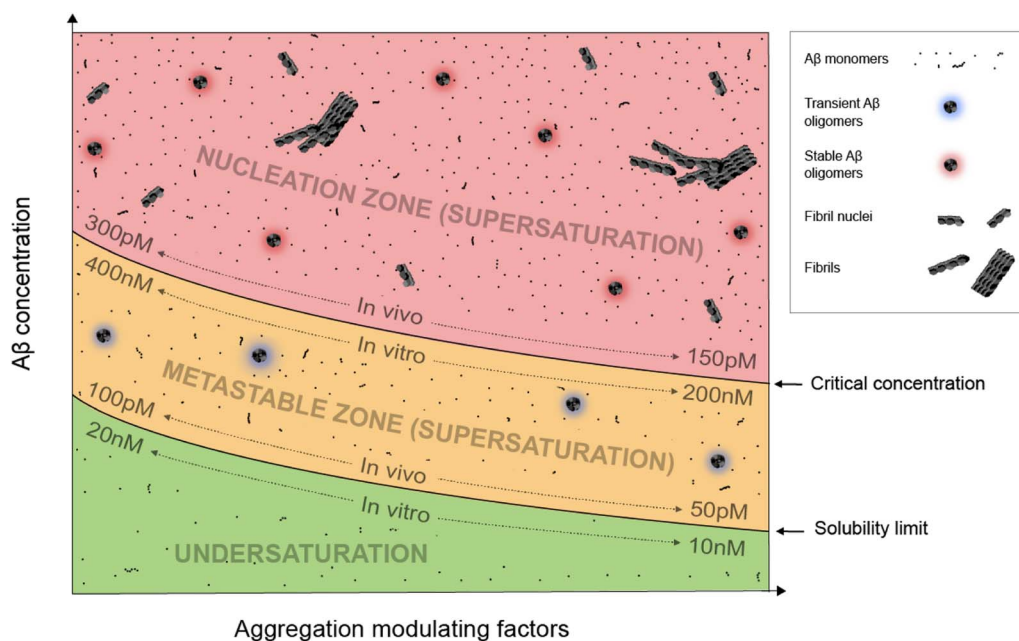 Aβ concentration
NUCLEATION ZONE (SUPERSATURATION)
300pM
In vivo
150pM
400nM
In vitro
200nM
METASTABLE ZONE (SUPERSATURATION)
100pM
In vivo
50pM
20nM
In vitro
10nM
UNDERSATURATION
Aggregation modulating factors
Aβ monomers
Transient Aβ
oligomers
Stable Aβ
oligomers
Fibril nuclei
Fibrils
Critical concentration
Solubility limit